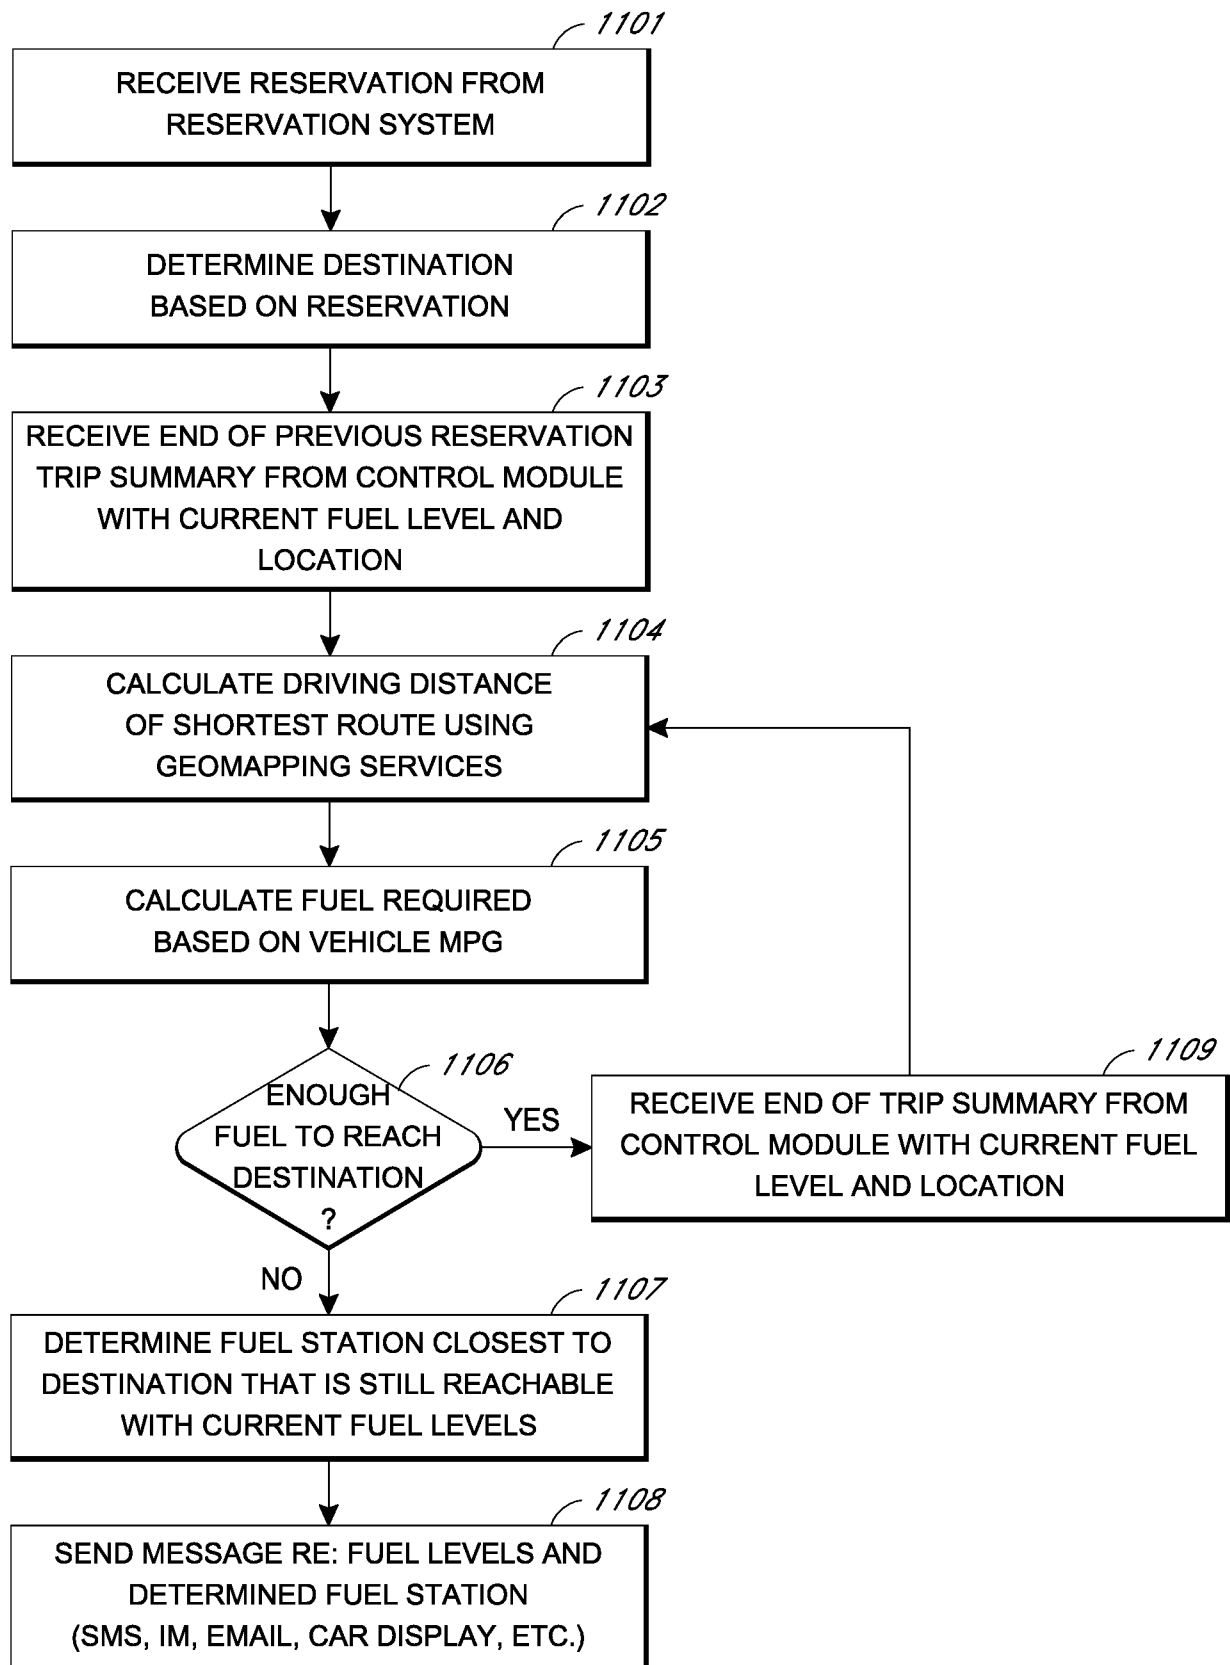 1101
RECEIVE RESERVATION FROM
RESERVATION SYSTEM
1102
DETERMINE DESTINATION
BASED ON RESERVATION
1103
RECEIVE END OF PREVIOUS RESERVATION
TRIP SUMMARY FROM CONTROL MODULE
WITH CURRENT FUEL LEVEL AND
LOCATION
1104
CALCULATE DRIVING DISTANCE
OF SHORTEST ROUTE USING
GEOMAPPING SERVICES
1105
CALCULATE FUEL REQUIRED
BASED ON VEHICLE MPG
1106
ENOUGH
FUEL TO REACH
DESTINATION
?
YES
1109
RECEIVE END OF TRIP SUMMARY FROM
CONTROL MODULE WITH CURRENT FUEL
LEVEL AND LOCATION
NO
1107
DETERMINE FUEL STATION CLOSEST TO
DESTINATION THAT IS STILL REACHABLE
WITH CURRENT FUEL LEVELS
1108
SEND MESSAGE RE: FUEL LEVELS AND
DETERMINED FUEL STATION
(SMS, IM, EMAIL, CAR DISPLAY, ETC.)